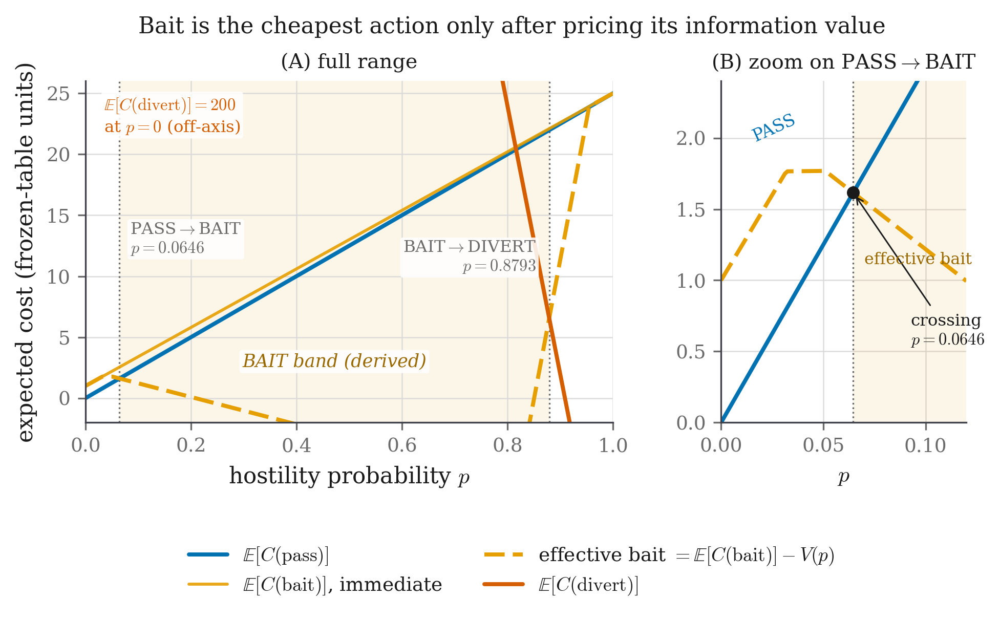 Bait is the cheapest action only after pricing its information value
(A) full range
expected cost (frozen-table units)
25
20
15
10
5
0
𝔼[C(divert)] = 200
at p = 0 (off-axis)
PASS → BAIT
p = 0.0646
BAIT → DIVERT
p = 0.8793
BAIT band (derived)
0.0 0.2 0.4 0.6 0.8 1.0
hostility probability p
(B) zoom on PASS → BAIT
2.0
1.5
1.0
0.5
0.0
PASS
effective bait
crossing
p = 0.0646
0.00 0.05 0.10
p
𝔼[C(pass)]
𝔼[C(bait)], immediate
effective bait = 𝔼[C(bait)] − V(p)
𝔼[C(divert)]